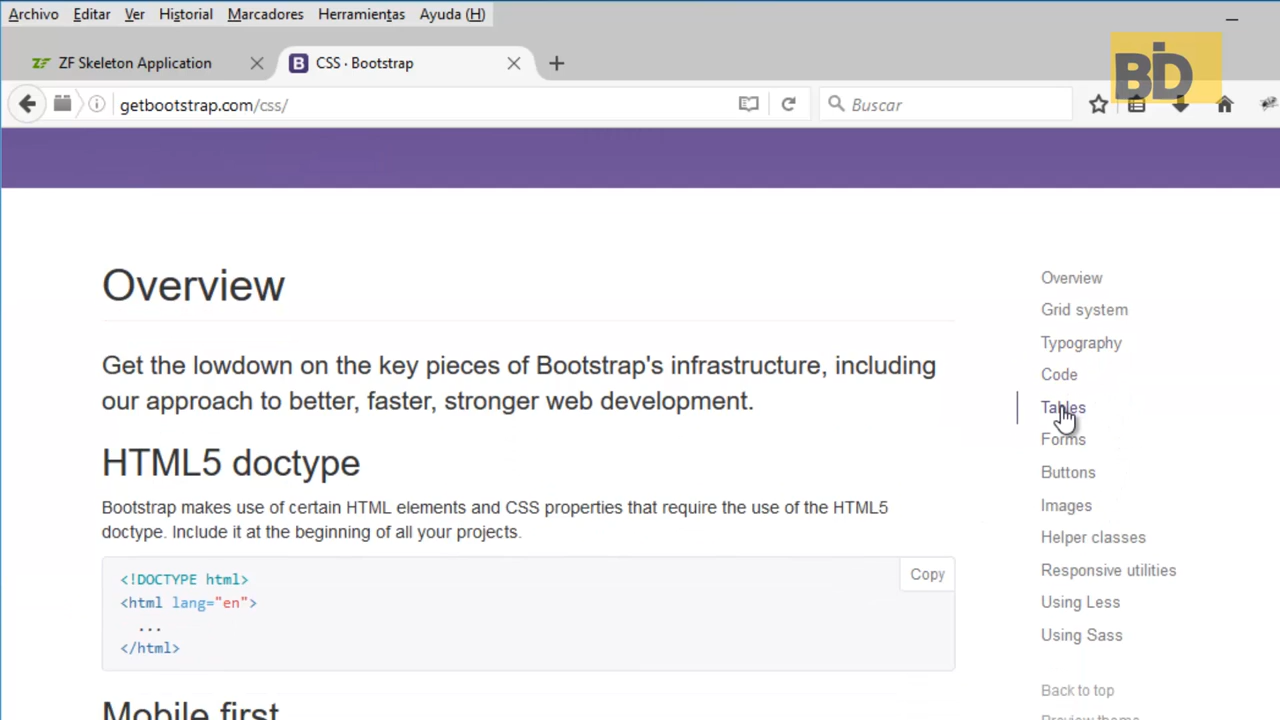 Archivo Editar Ver Historial Marcadores Herramientas Ayuda (H)
ZF Skeleton Application
B CSS · Bootstrap
BID
getbootstrap.com/css/
Buscar
Overview
Get the lowdown on the key pieces of Bootstrap's infrastructure, including
our approach to better, faster, stronger web development.
HTML5 doctype
Bootstrap makes use of certain HTML elements and CSS properties that require the use of the HTML5
doctype. Include it at the beginning of all your projects.
Copy
<!DOCTYPE html>
<html lang="en">
...
</html>
Mobile first
Overview
Grid system
Typography
Code
Tables
Forms
Buttons
Images
Helper classes
Responsive utilities
Using Less
Using Sass
Back to top
Preview theme